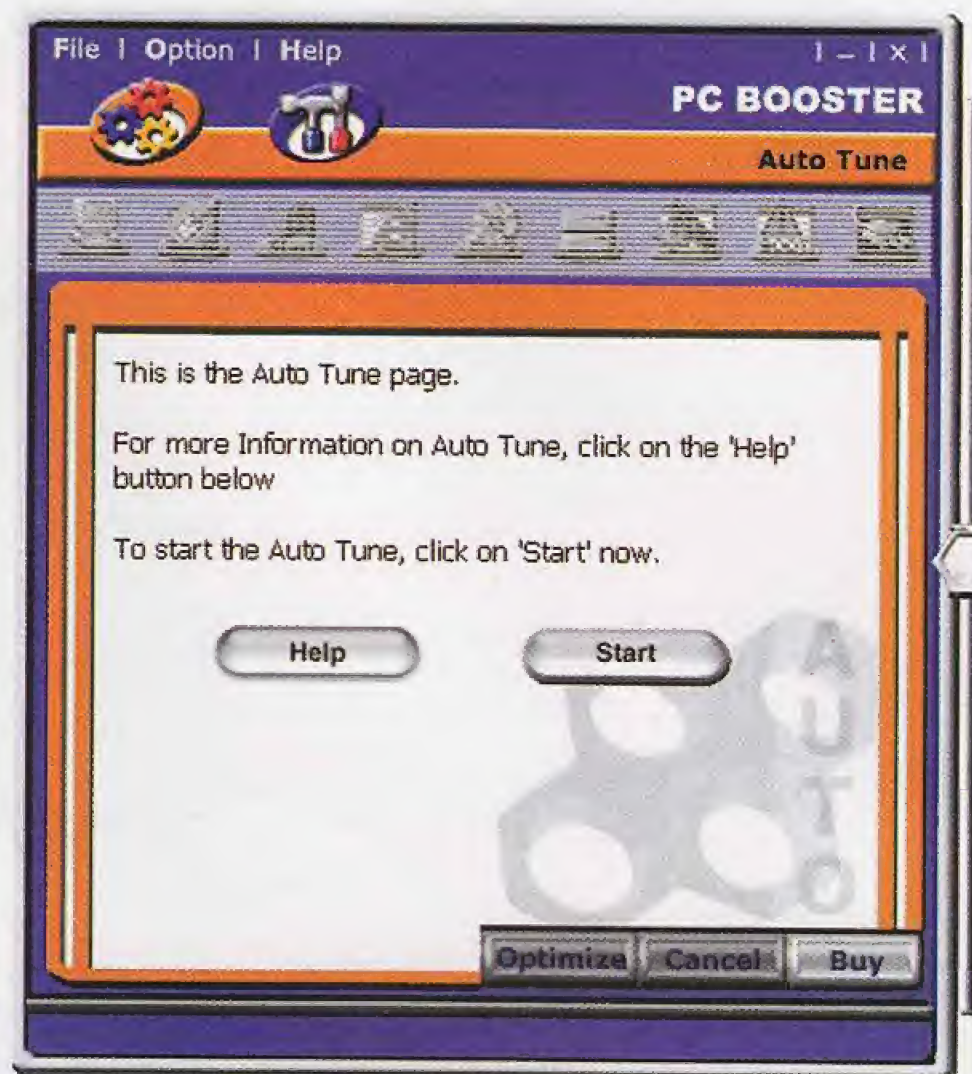 File | Option | Help
| – | x |
PC BOOSTER
Auto Tune
This is the Auto Tune page.
For more Information on Auto Tune, click on the 'Help'
button below
To start the Auto Tune, click on 'Start' now.
Help
Start
AUTO
Optimize
Cancel
Buy